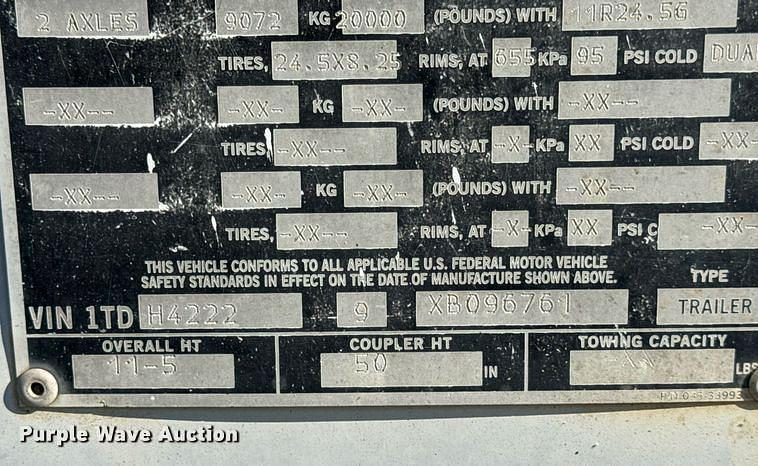 2 AXLES 9072 KG 20000 (POUNDS) WITH 11R24.5G
TIRES, 24.5X8.25 RIMS, AT 655 KPa 95 PSI COLD DUA
-XX-- -XX- KG -XX- (POUNDS) WITH -XX--
TIRES, -XX-- RIMS, AT -X- KPa XX PSI COLD -XX-
-XX-- -XX- KG -XX- (POUNDS) WITH -XX--
TIRES, -XX-- RIMS, AT -X- KPa XX PSI C -XX-
THIS VEHICLE CONFORMS TO ALL APPLICABLE U.S. FEDERAL MOTOR VEHICLE
SAFETY STANDARDS IN EFFECT ON THE DATE OF MANUFACTURE SHOWN ABOVE.
TYPE
VIN 1TD H4222 9 XB096761 TRAILER
OVERALL HT COUPLER HT TOWING CAPACITY
11-5 50 IN LBS
Purple Wave Auction